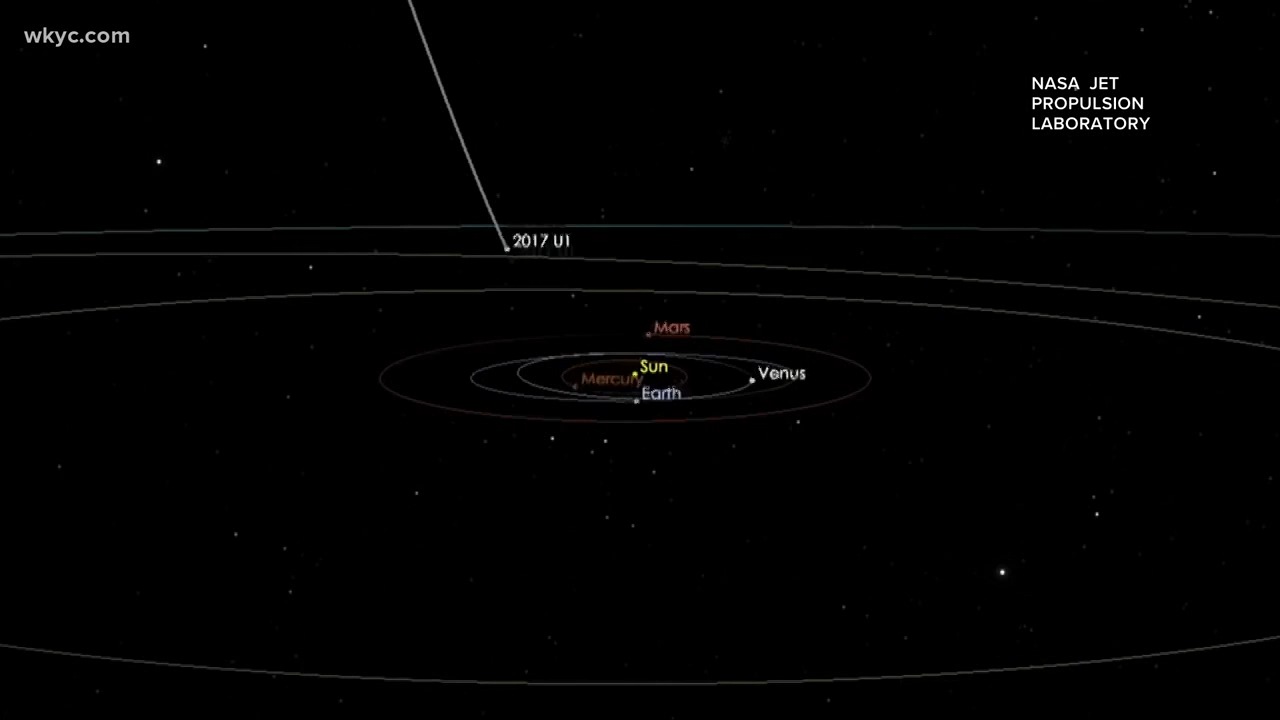 wkyc.com
NASA JET
PROPULSION
LABORATORY
2017 U1
Mars
Sun
Mercury
Venus
Earth